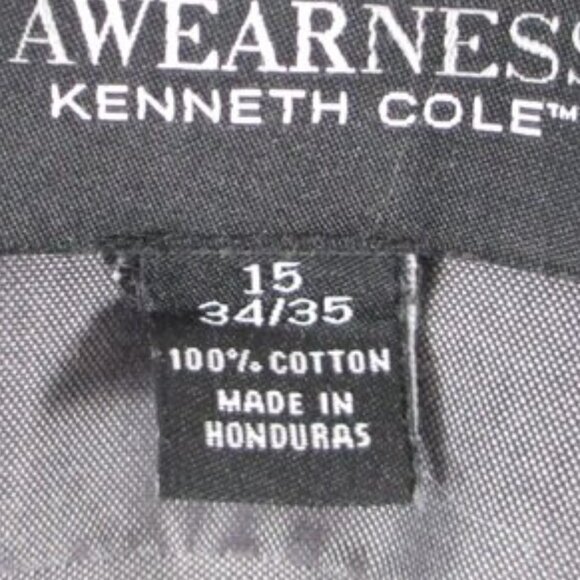 AWEARNESS
KENNETH COLE™
15
34/35
100% COTTON
MADE IN
HONDURAS